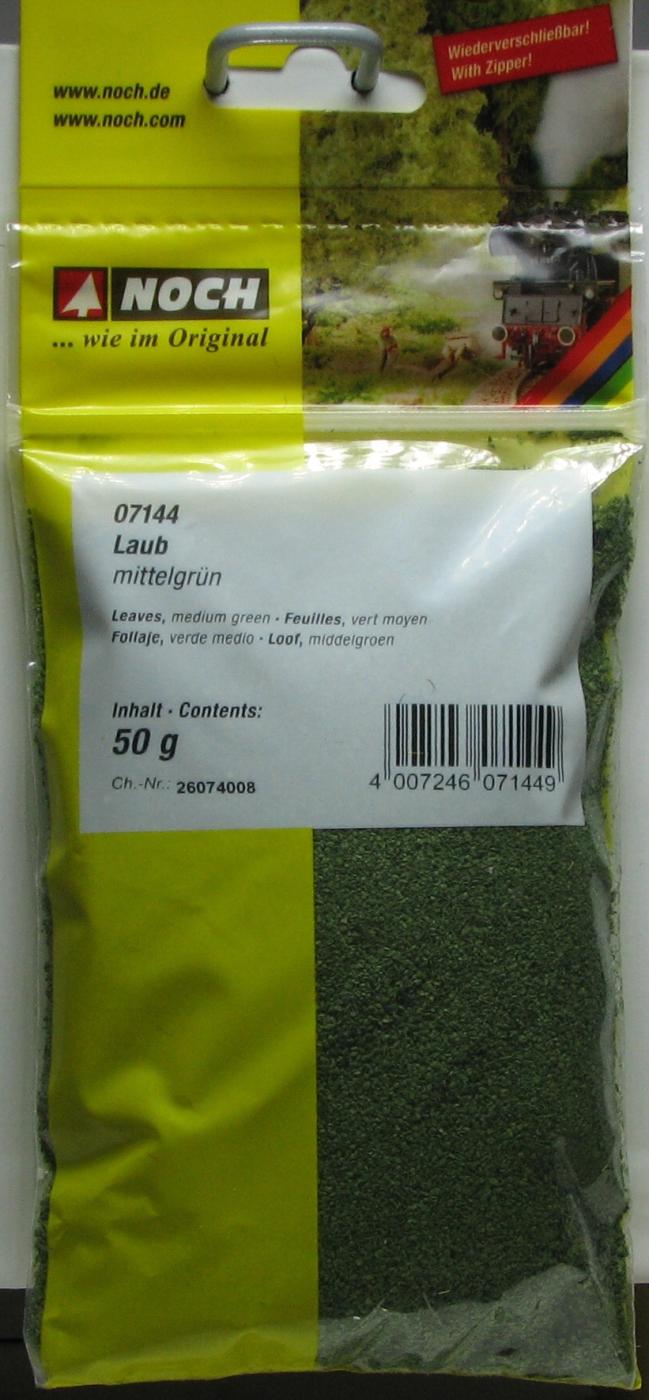 Wiederverschließbar!
With Zipper!
www.noch.de
www.noch.com
NOCH
... wie im Original
07144
Laub
mittelgrün
Leaves, medium green · Feuilles, vert moyen
Follaje, verde medio · Loof, middelgroen
Inhalt · Contents:
50 g
Ch.-Nr.: 26074008
4 007246 071449